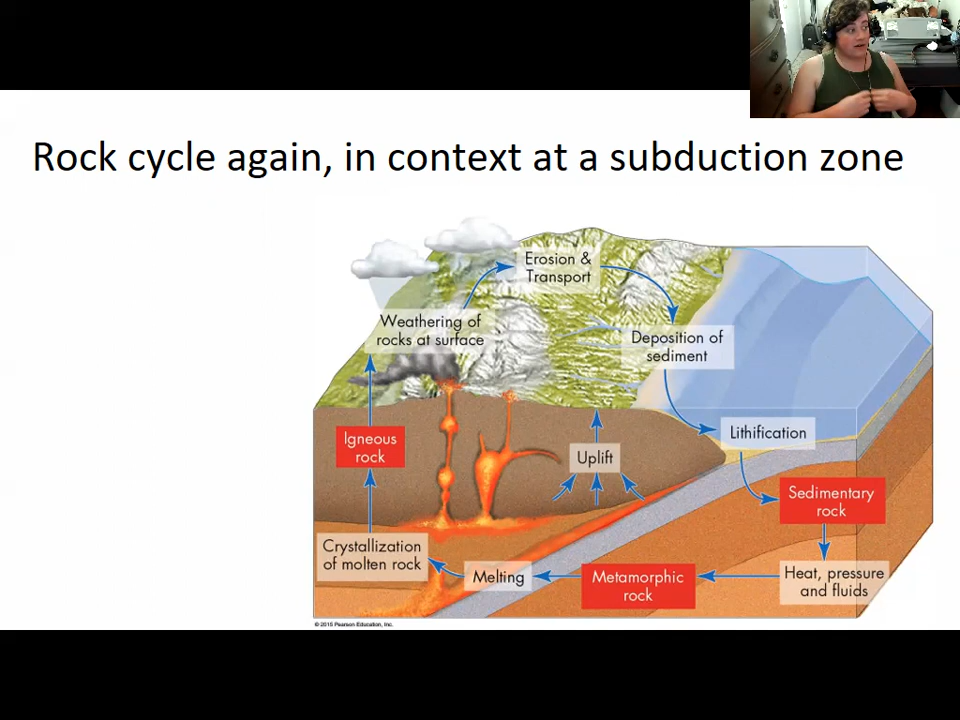 Rock cycle again, in context at a subduction zone
Erosion &
Transport
Weathering of
rocks at surface
Deposition of
sediment
Igneous
rock
Uplift
Lithification
Sedimentary
rock
Crystallization
of molten rock
Melting
Metamorphic
rock
Heat, pressure
and fluids
© 2015 Pearson Education, Inc.